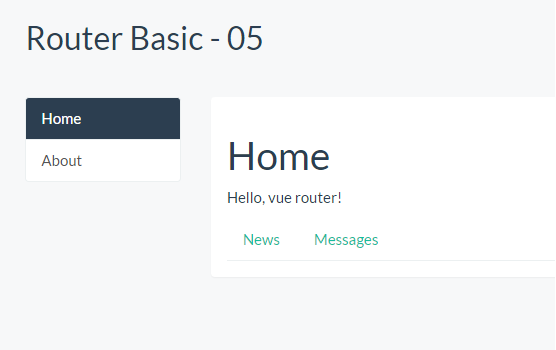 Router Basic - 05
Home
About
Home
Hello, vue router!
News Messages